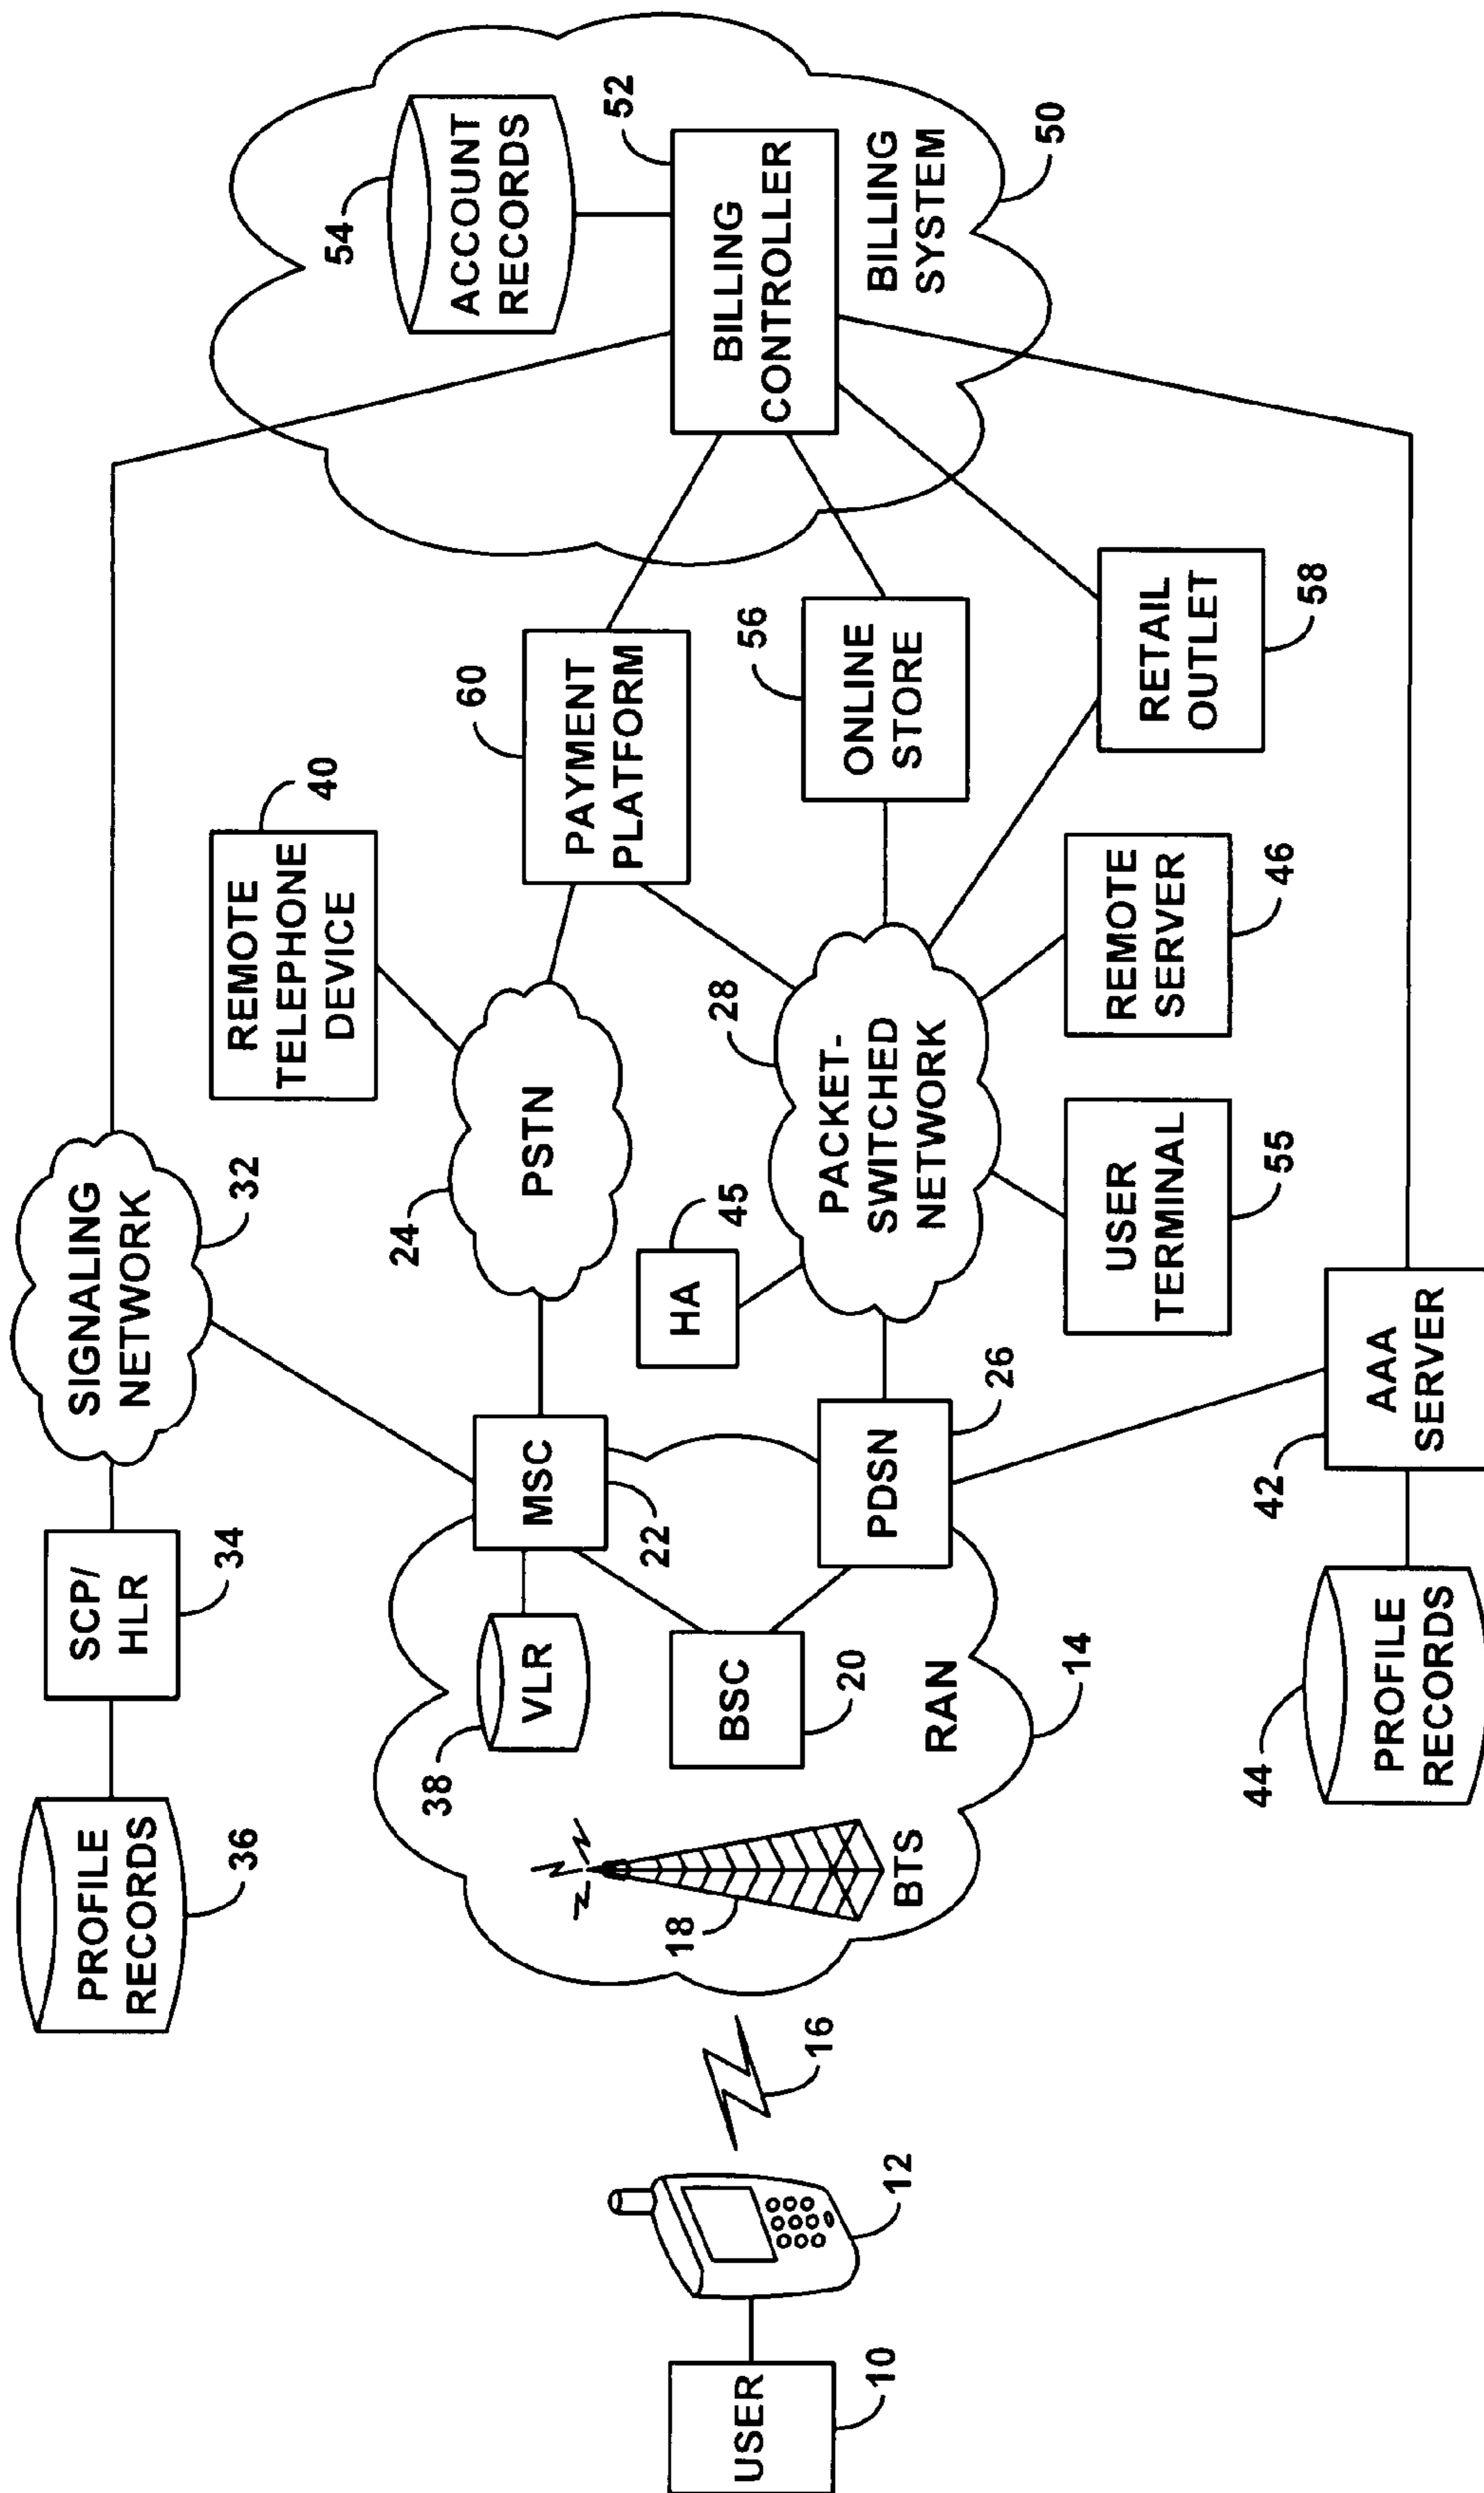 PROFILE
RECORDS
36
SCP/
HLR
34
SIGNALING
NETWORK
32
REMOTE
TELEPHONE
DEVICE
40
54
ACCOUNT
RECORDS
52
BILLING
CONTROLLER
BILLING
SYSTEM
50
USER
10
12
16
18
BTS
38
VLR
BSC
20
RAN
14
MSC
22
PDSN
26
24
PSTN
HA
45
28
PACKET-
SWITCHED
NETWORK
60
PAYMENT
PLATFORM
56
ONLINE
STORE
RETAIL
OUTLET
58
USER
TERMINAL
55
REMOTE
SERVER
46
44
PROFILE
RECORDS
42
AAA
SERVER